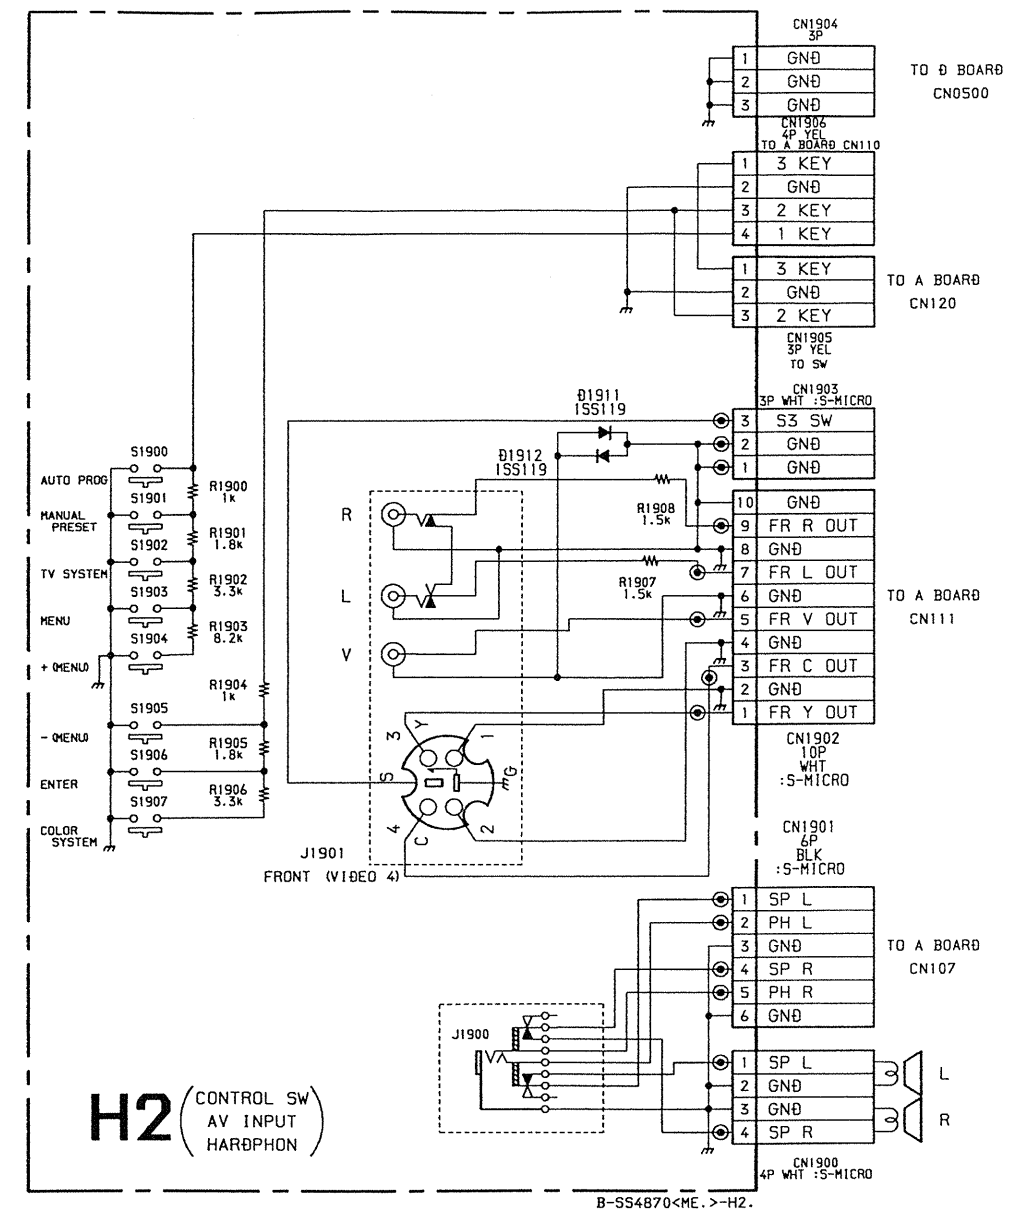 CN1904
3P
1 GND
2 GND
3 GND
TO D BOARD
CN0500
CN1906
4P YEL
TO A BOARD CN110
1 3 KEY
2 GND
3 2 KEY
4 1 KEY
1 3 KEY
2 GND
3 2 KEY
TO A BOARD
CN120
CN1905
3P YEL
TO SW
CN1903
3P WHT :S-MICRO
3 S3 SW
2 GND
1 GND
D1911
1SS119
D1912
1SS119
10 GND
9 FR R OUT
8 GND
7 FR L OUT
6 GND
5 FR V OUT
4 GND
3 FR C OUT
2 GND
1 FR Y OUT
TO A BOARD
CN111
CN1902
10P
WHT
:S-MICRO
R1908
1.5k
R1907
1.5k
R
L
V
S1900
AUTO PROG
R1900
1k
S1901
MANUAL
PRESET
R1901
1.8k
S1902
TV SYSTEM
R1902
3.3k
S1903
MENU
R1903
8.2k
S1904
+(MENU)
R1904
1k
S1905
-(MENU)
R1905
1.8k
S1906
ENTER
R1906
3.3k
S1907
COLOR
SYSTEM
3 Y 1
S G
4 C 2
J1901
FRONT (VIDEO 4)
CN1901
6P
BLK
:S-MICRO
1 SP L
2 PH L
3 GND
4 SP R
5 PH R
6 GND
TO A BOARD
CN107
J1900
1 SP L
2 GND
3 GND
4 SP R
L
R
CN1900
4P WHT :S-MICRO
H2
CONTROL SW
AV INPUT
HARDPHON
B-SS4870<ME.>-H2.